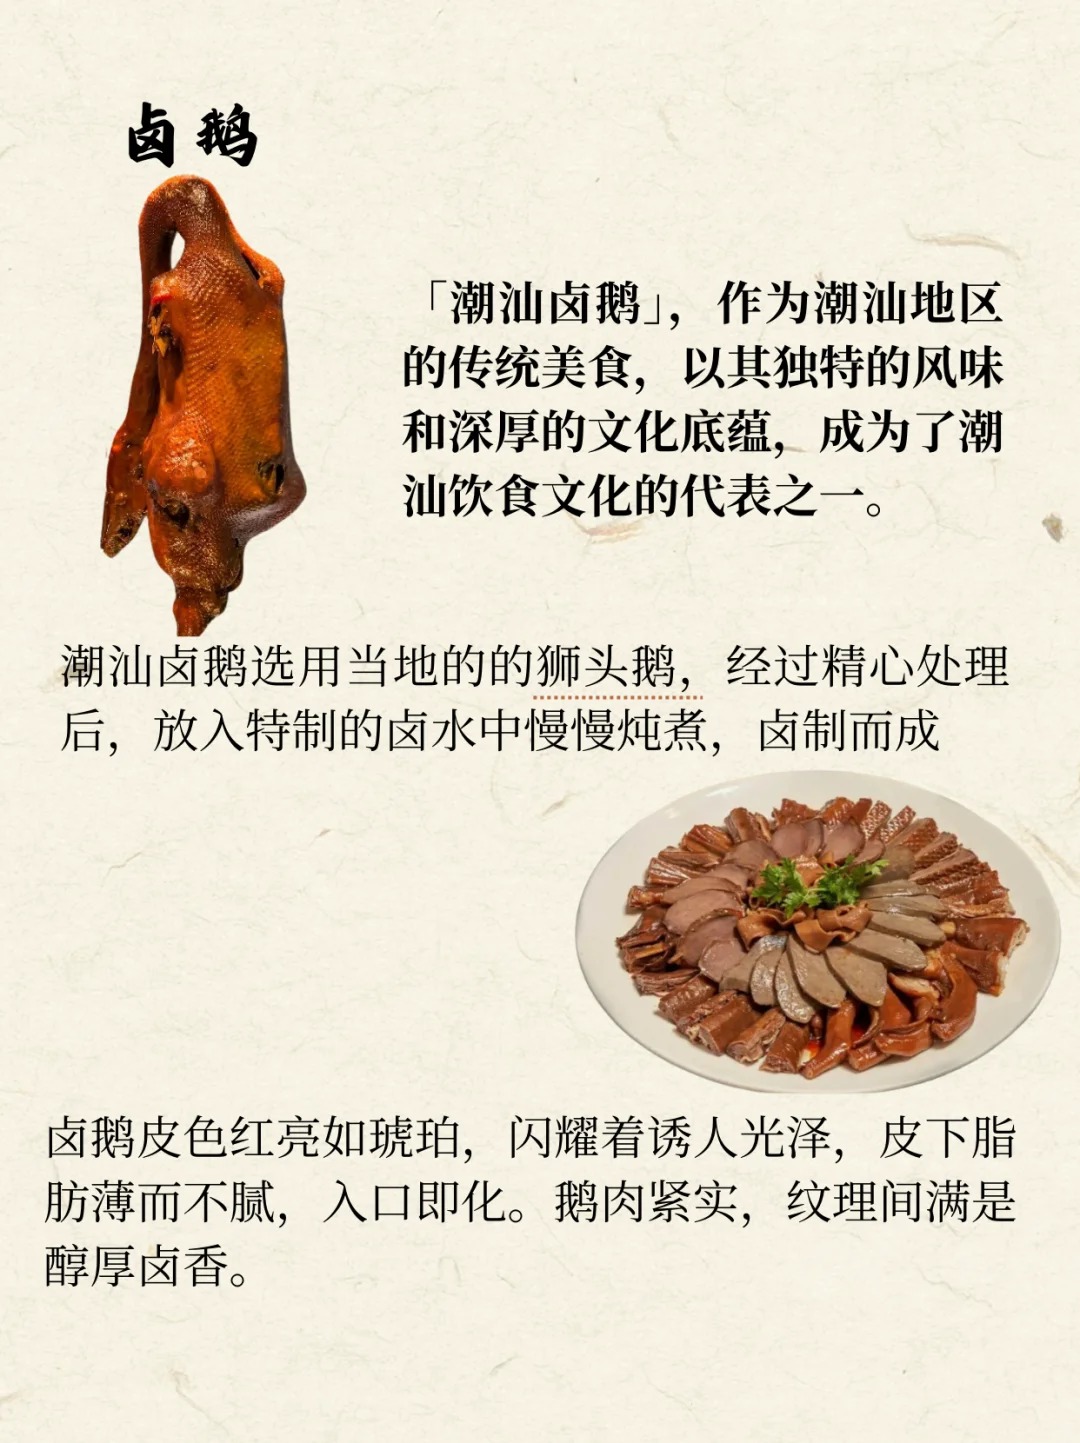 卤鹅
「潮汕卤鹅」，作为潮汕地区
的传统美食，以其独特的风味
和深厚的文化底蕴，成为了潮
汕饮食文化的代表之一。
潮汕卤鹅选用当地的的狮头鹅，经过精心处理
后，放入特制的卤水中慢慢炖煮，卤制而成
卤鹅皮色红亮如琥珀，闪耀着诱人光泽，皮下脂
肪薄而不腻，入口即化。鹅肉紧实，纹理间满是
醇厚卤香。